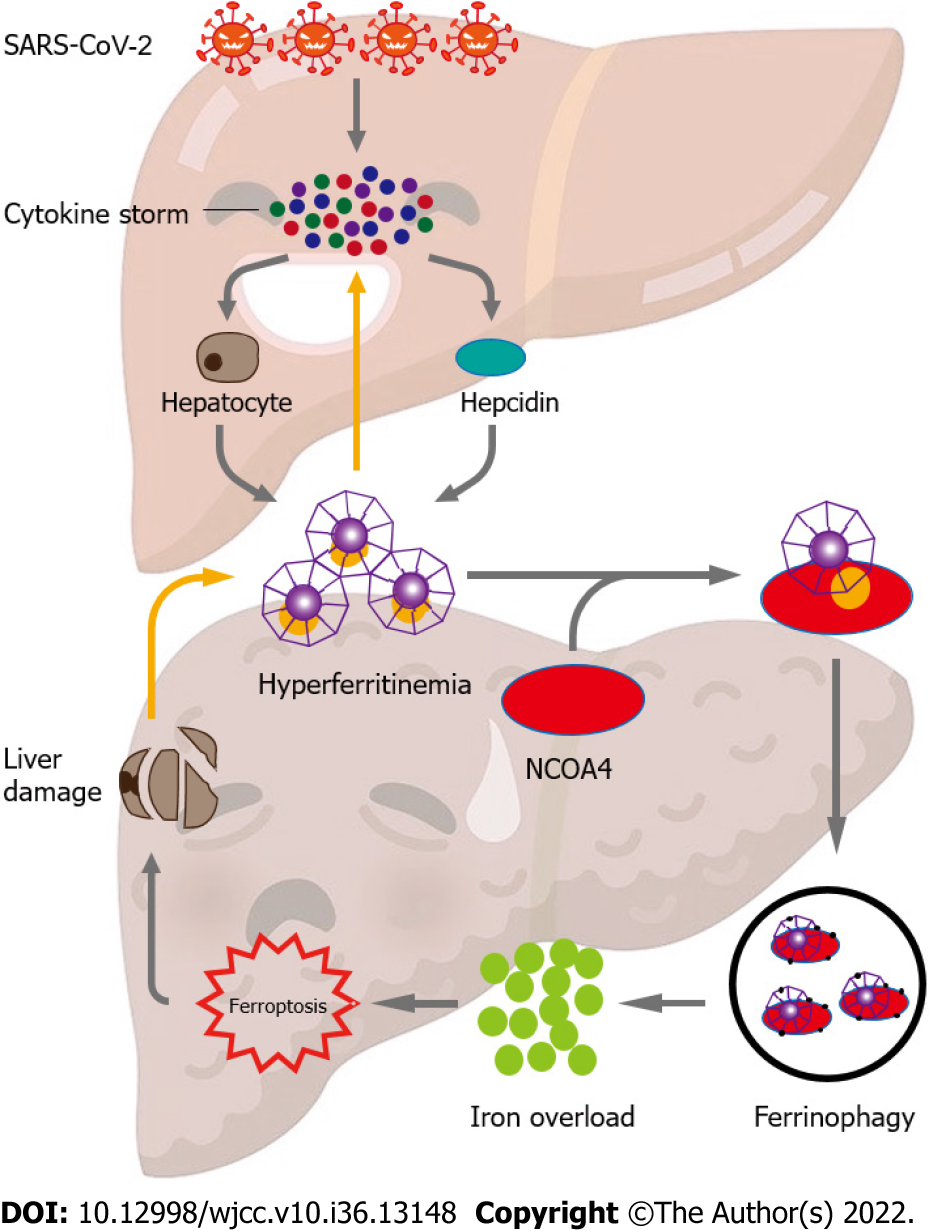 SARS-CoV-2
Cytokine storm
Hepatocyte
Hepcidin
Hyperferritinemia
NCOA4
Liver
damage
Ferroptosis
Iron overload
Ferrinophagy
DOI: 10.12998/wjcc.v10.i36.13148 Copyright ©The Author(s) 2022.